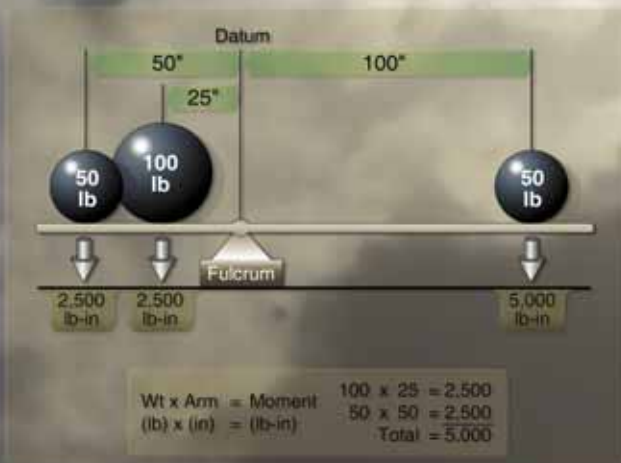 Datum
50"
100"
25"
50
lb
100
lb
50
lb
Fulcrum
2,500
lb-in
2,500
lb-in
5,000
lb-in
Wt x Arm = Moment
(lb) x (in) = (lb-in)
100 x 25 = 2,500
50 x 50 = 2,500
Total = 5,000